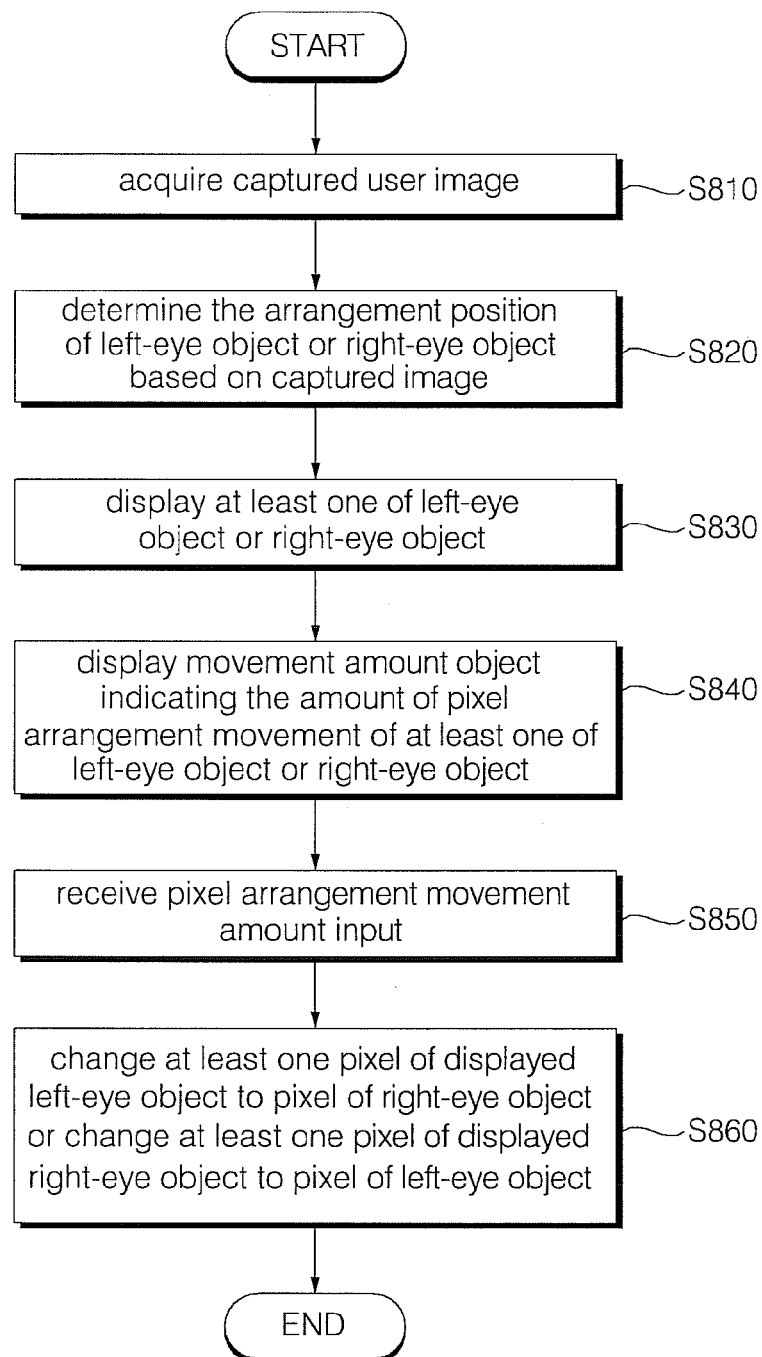 START
acquire captured user image
S810
determine the arrangement position
of left-eye object or right-eye object
based on captured image
S820
display at least one of left-eye
object or right-eye object
S830
display movement amount object
indicating the amount of pixel
arrangement movement of at least one of
left-eye object or right-eye object
S840
receive pixel arrangement movement
amount input
S850
change at least one pixel of displayed
left-eye object to pixel of right-eye object
or change at least one pixel of displayed
right-eye object to pixel of left-eye object
S860
END